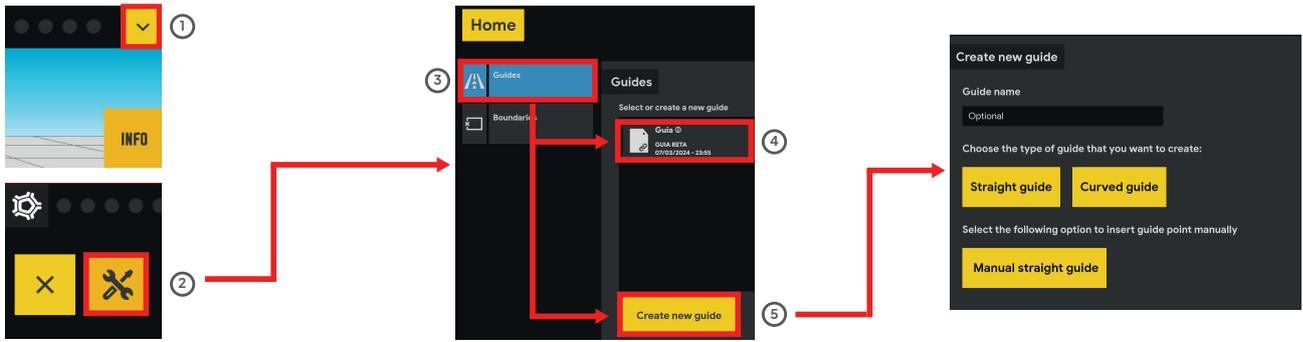 1
INFO
2
Home
3
Guides
Boundaries
Guides
Select or create a new guide
Guia
GUIA RETA
07/03/2024 - 23:55
4
Create new guide
5
Create new guide
Guide name
Optional
Choose the type of guide that you want to create:
Straight guide Curved guide
Select the following option to insert guide point manually
Manual straight guide